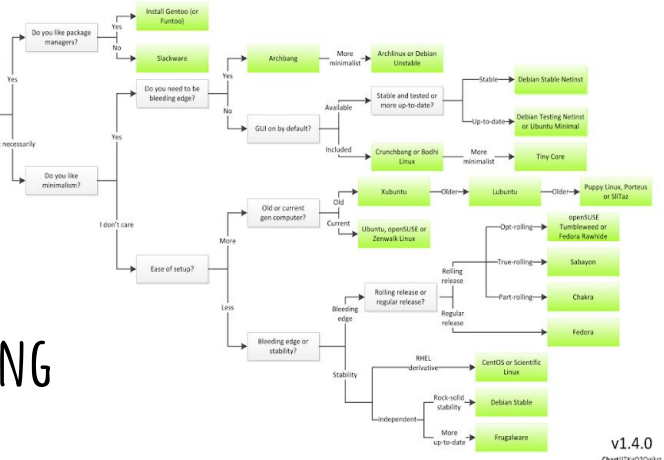 Install Gentoo (or
Funtoo)
Yes
Do you like package
managers?
No
Slackware
Yes
Archbang
More
minimalist
Archlinux or Debian
Unstable
Yes
Do you need to be
bleeding edge?
Stable
Debian Stable Netinst
Available
Stable and tested or
more up-to-date?
No
GUI on by default?
Up-to-date
Debian Testing Netinst
or Ubuntu Minimal
necessarily
Yes
Included
Crunchbang or Bodhi
Linux
More
minimalist
Tiny Core
Do you like
minimalism?
Xubuntu
Older
Lubuntu
Older
Puppy Linux, Porteus
or SliTaz
Old or current
gen computer?
Old
Current
I don't care
Ubuntu, openSUSE or
Zenwalk Linux
More
Opt-rolling
openSUSE
Tumbleweed or
Fedora Rawhide
Ease of setup?
True-rolling
Sabayon
Rolling
release
Rolling release or
regular release?
Part-rolling
Chakra
Less
Bleeding
edge
Regular
release
Fedora
Bleeding edge or
stability?
RHEL
derivative
CentOS or Scientific
Linux
Stability
NG
Rock-solid
stability
Debian Stable
Independent
More
up-to-date
Frugalware
v1.4.0